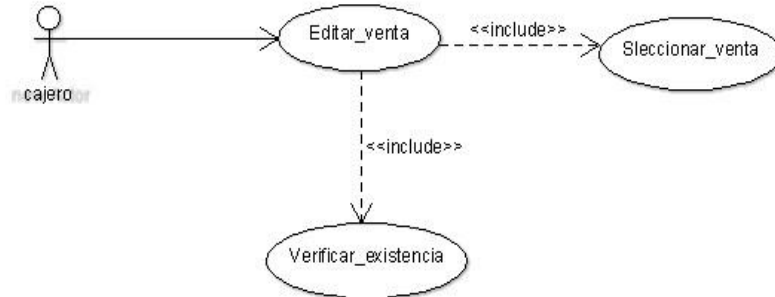 Editar_venta
<<include>>
Sleccionar_venta
cajero
<<include>>
Verificar_existencia